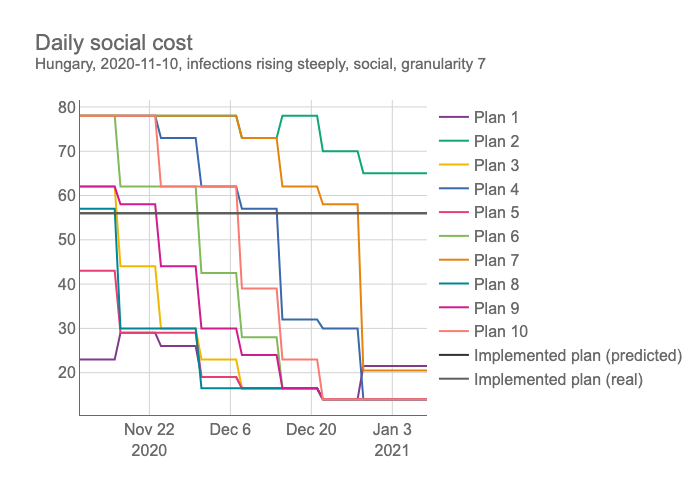 Daily social cost
Hungary, 2020-11-10, infections rising steeply, social, granularity 7
80
70
60
50
40
30
20
Nov 22
2020
Dec 6
Dec 20
Jan 3
2021
Plan 1
Plan 2
Plan 3
Plan 4
Plan 5
Plan 6
Plan 7
Plan 8
Plan 9
Plan 10
Implemented plan (predicted)
Implemented plan (real)